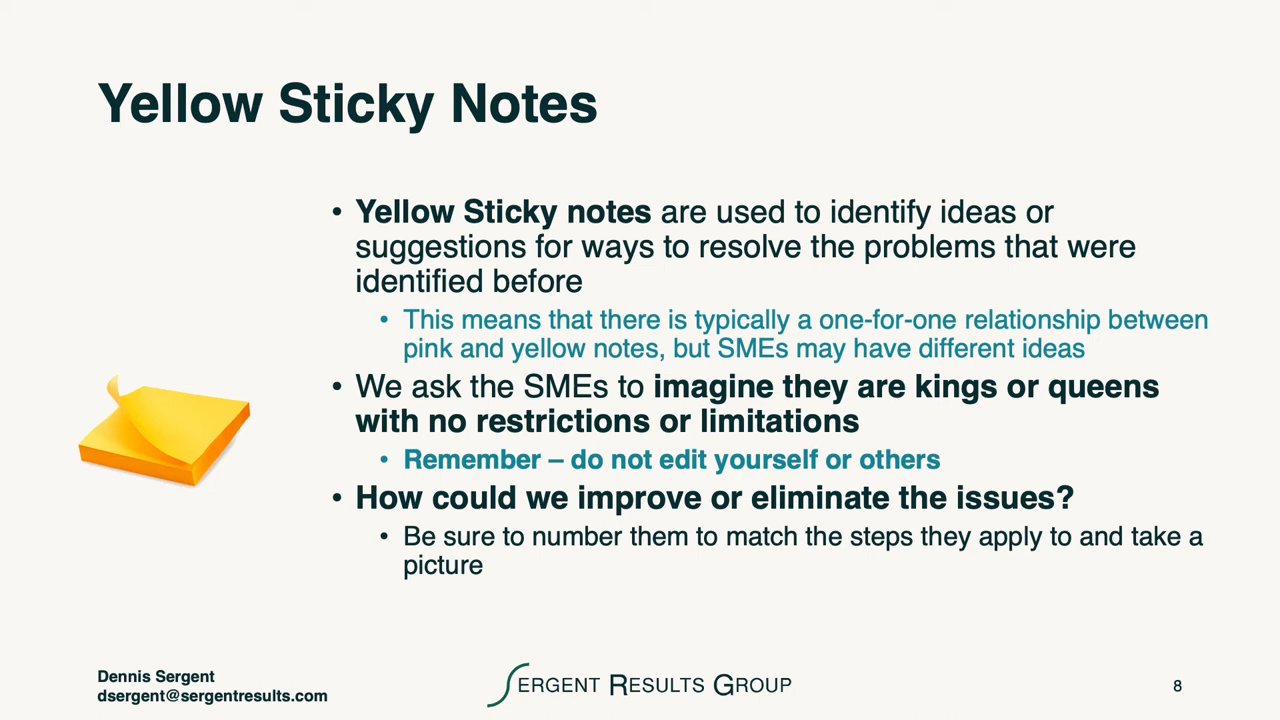 Yellow Sticky Notes
• Yellow Sticky notes are used to identify ideas or
suggestions for ways to resolve the problems that were
identified before
• This means that there is typically a one-for-one relationship between
pink and yellow notes, but SMEs may have different ideas
• We ask the SMEs to imagine they are kings or queens
with no restrictions or limitations
• Remember – do not edit yourself or others
• How could we improve or eliminate the issues?
• Be sure to number them to match the steps they apply to and take a
picture
Dennis Sergent
dsergent@sergentresults.com
SERGENT RESULTS GROUP
8